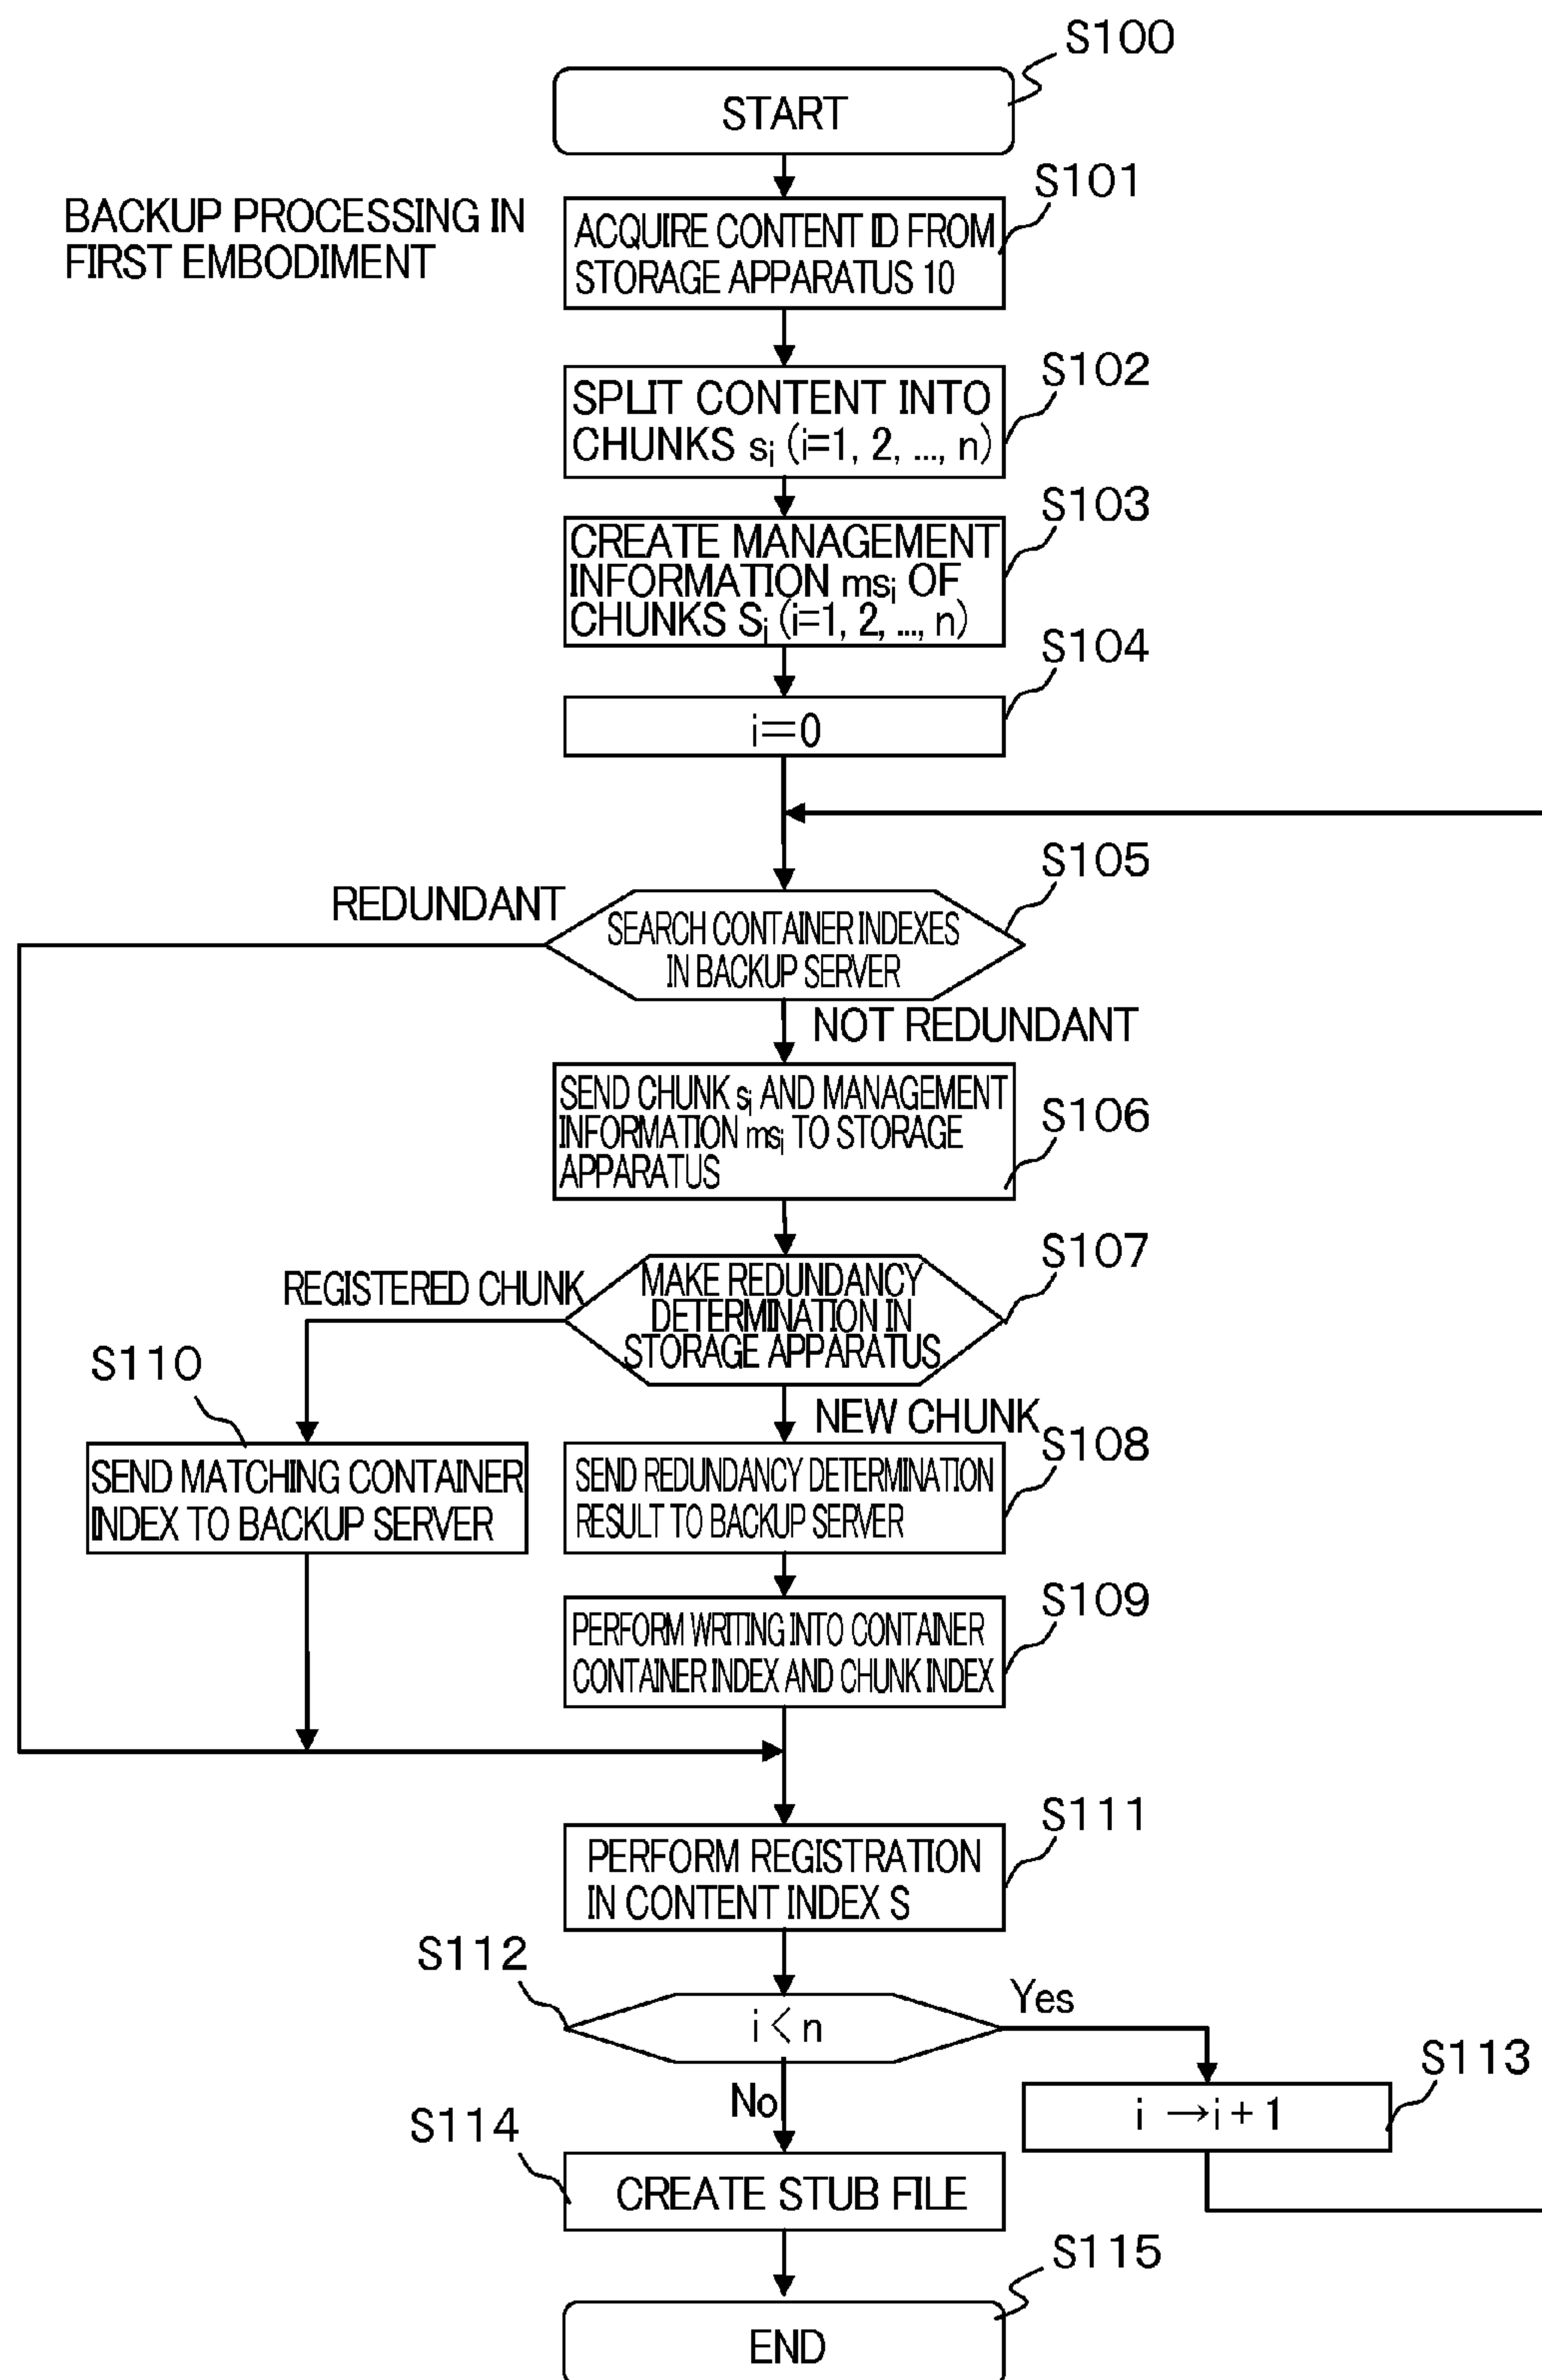 S100
START
S101
BACKUP PROCESSING IN
FIRST EMBODIMENT
ACQUIRE CONTENT ID FROM
STORAGE APPARATUS 10
S102
SPLIT CONTENT INTO
CHUNKS si (i=1, 2, ..., n)
S103
CREATE MANAGEMENT
INFORMATION msi OF
CHUNKS Si (i=1, 2, ..., n)
S104
i=0
S105
REDUNDANT
SEARCH CONTAINER INDEXES
IN BACKUP SERVER
NOT REDUNDANT
SEND CHUNK si AND MANAGEMENT
INFORMATION msi TO STORAGE
APPARATUS
S106
S107
REGISTERED CHUNK
MAKE REDUNDANCY
DETERMINATION IN
STORAGE APPARATUS
S110
NEW CHUNK
S108
SEND MATCHING CONTAINER
INDEX TO BACKUP SERVER
SEND REDUNDANCY DETERMINATION
RESULT TO BACKUP SERVER
S109
PERFORM WRITING INTO CONTAINER
CONTAINER INDEX AND CHUNK INDEX
S111
PERFORM REGISTRATION
IN CONTENT INDEX S
S112
i < n
Yes
S113
i →i+1
No
S114
CREATE STUB FILE
S115
END